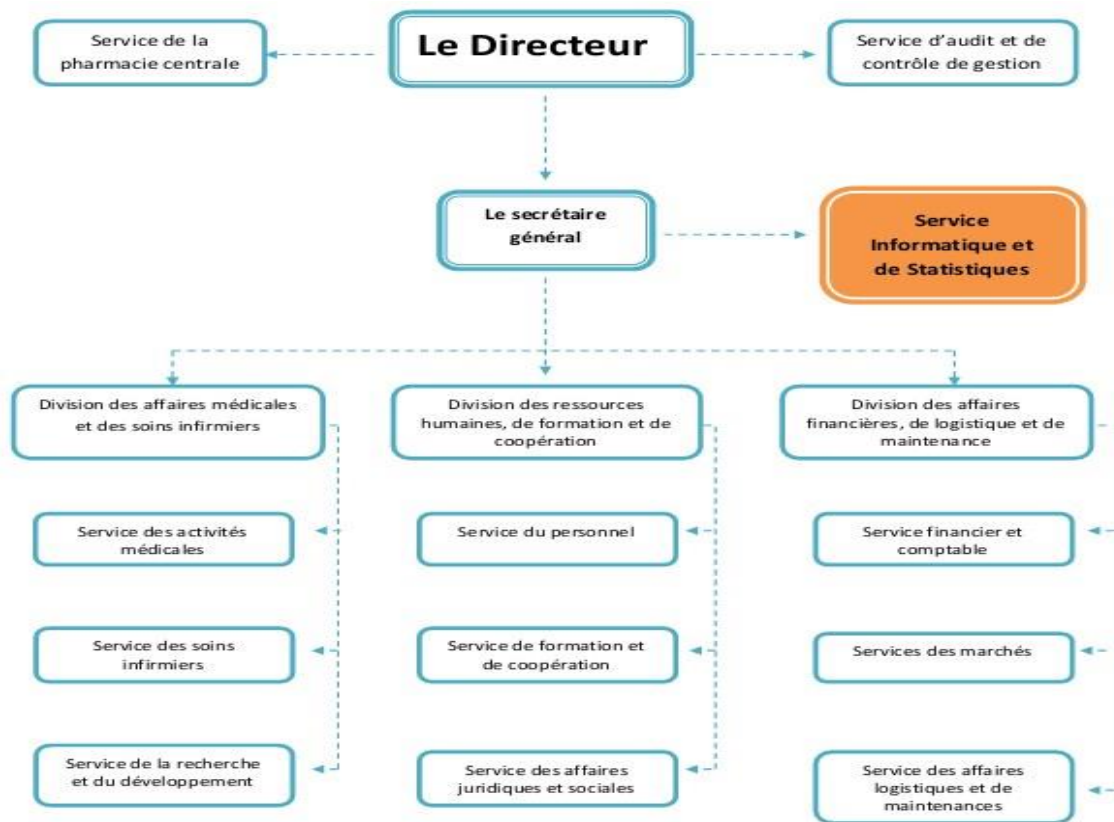 Service de la
pharmacie centrale
Le Directeur
Service d'audit et de
contrôle de gestion
Le secrétaire
général
Service
Informatique et
de Statistiques
Division des affaires médicales
et des soins infirmiers
Division des ressources
humaines, de formation et de
coopération
Division des affaires
financières, de logistique et de
maintenance
Service des activités
médicales
Service du personnel
Service financier et
comptable
Service des soins
infirmiers
Service de formation et
de coopération
Services des marchés
Service de la recherche
et du développement
Service des affaires
juridiques et sociales
Service des affaires
logistiques et de
maintenances